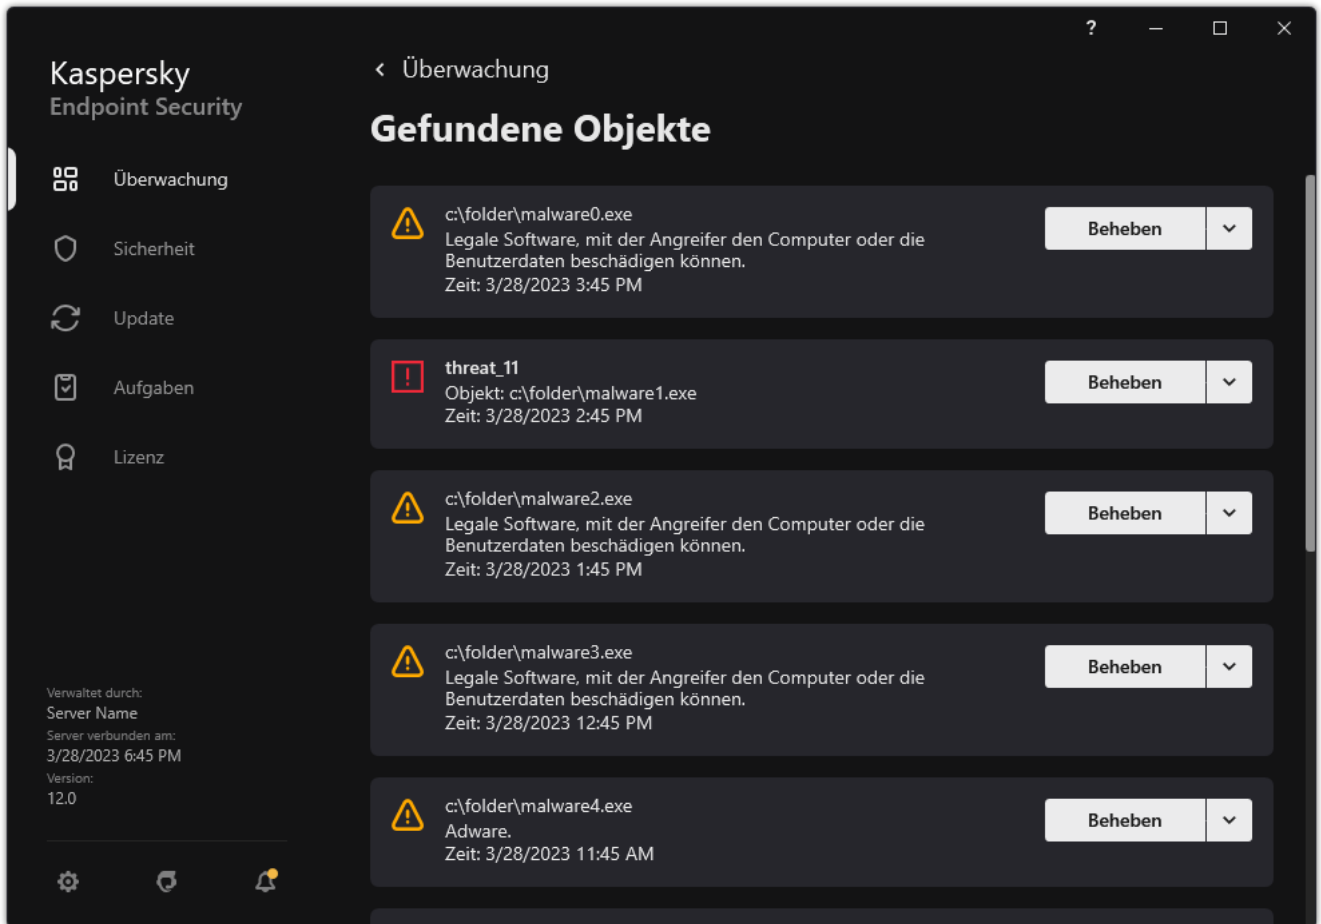 ?
Kaspersky
Endpoint Security
Überwachung
Sicherheit
Update
Aufgaben
Lizenz
Verwaltet durch:
Server Name
Server verbunden am:
3/28/2023 6:45 PM
Version:
12.0
Überwachung
Gefundene Objekte
c:\folder\malware0.exe
Legale Software, mit der Angreifer den Computer oder die
Benutzerdaten beschädigen können.
Zeit: 3/28/2023 3:45 PM
Beheben
threat_11
Objekt: c:\folder\malware1.exe
Zeit: 3/28/2023 2:45 PM
Beheben
c:\folder\malware2.exe
Legale Software, mit der Angreifer den Computer oder die
Benutzerdaten beschädigen können.
Zeit: 3/28/2023 1:45 PM
Beheben
c:\folder\malware3.exe
Legale Software, mit der Angreifer den Computer oder die
Benutzerdaten beschädigen können.
Zeit: 3/28/2023 12:45 PM
Beheben
c:\folder\malware4.exe
Adware.
Zeit: 3/28/2023 11:45 AM
Beheben